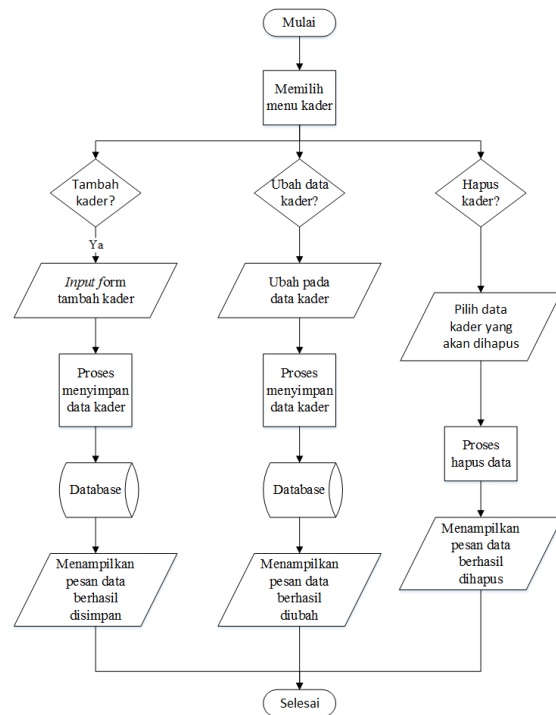 Mulai
Memilih
menu kader
Tambah
kader?
Ya
Input form
tambah kader
Proses
menyimpan
data kader
Database
Menampilkan
pesan data
berhasil
disimpan
Ubah data
kader?
Ubah pada
data kader
Proses
menyimpan
data kader
Database
Menampilkan
pesan data
berhasil
diubah
Hapus
kader?
Pilih data
kader yang
akan dihapus
Proses
hapus data
Menampilkan
pesan data
berhasil
dihapus
Selesai